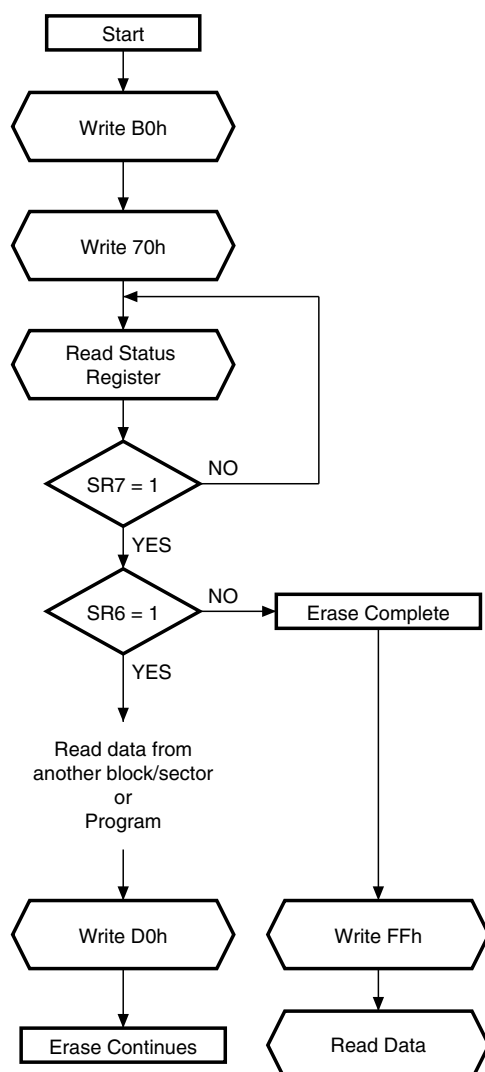 Start
Write B0h
Write 70h
Read Status
Register
SR7 = 1
NO
YES
SR6 = 1
NO
Erase Complete
YES
Read data from
another block/sector
or
Program
Write D0h
Write FFh
Erase Continues
Read Data